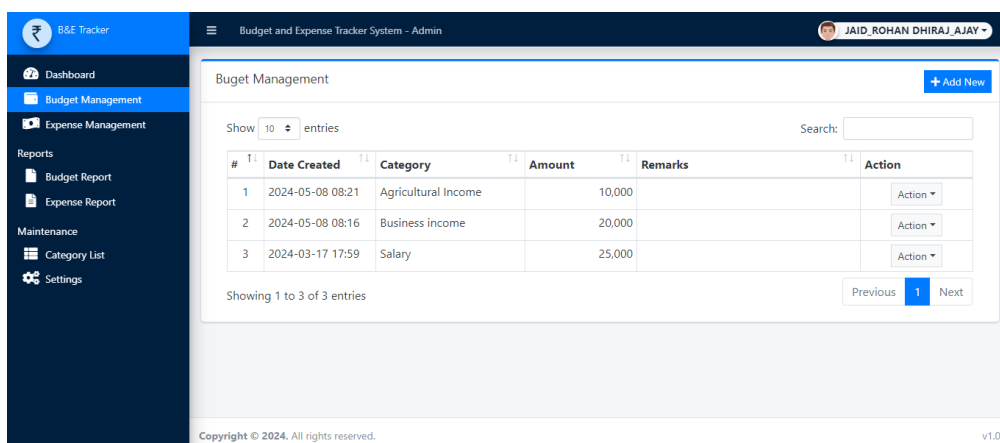 B&E Tracker
Budget and Expense Tracker System - Admin
JAID_ROHAN DHIRAJ_AJAY
Dashboard
Budget Management
Expense Management
Reports
Budget Report
Expense Report
Maintenance
Category List
Settings
Buget Management
+ Add New
Show 10 entries
Search:
# Date Created Category Amount Remarks Action
1 2024-05-08 08:21 Agricultural Income 10,000 Action
2 2024-05-08 08:16 Business income 20,000 Action
3 2024-03-17 17:59 Salary 25,000 Action
Showing 1 to 3 of 3 entries
Previous 1 Next
Copyright © 2024. All rights reserved.
v1.0